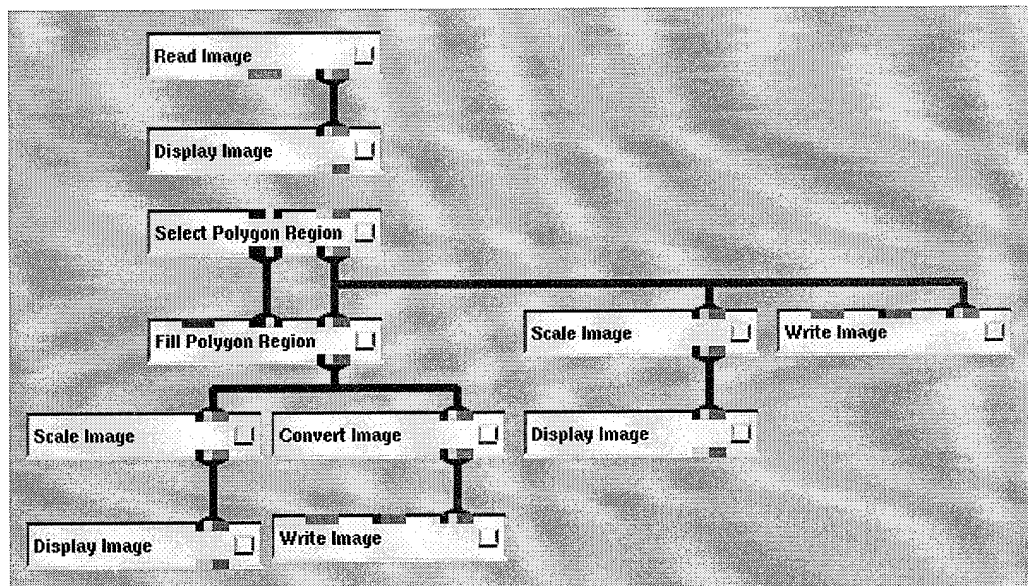 Read Image
Display Image
Select Polygon Region
Fill Polygon Region
Scale Image
Write Image
Scale Image
Convert Image
Display Image
Display Image
Write Image